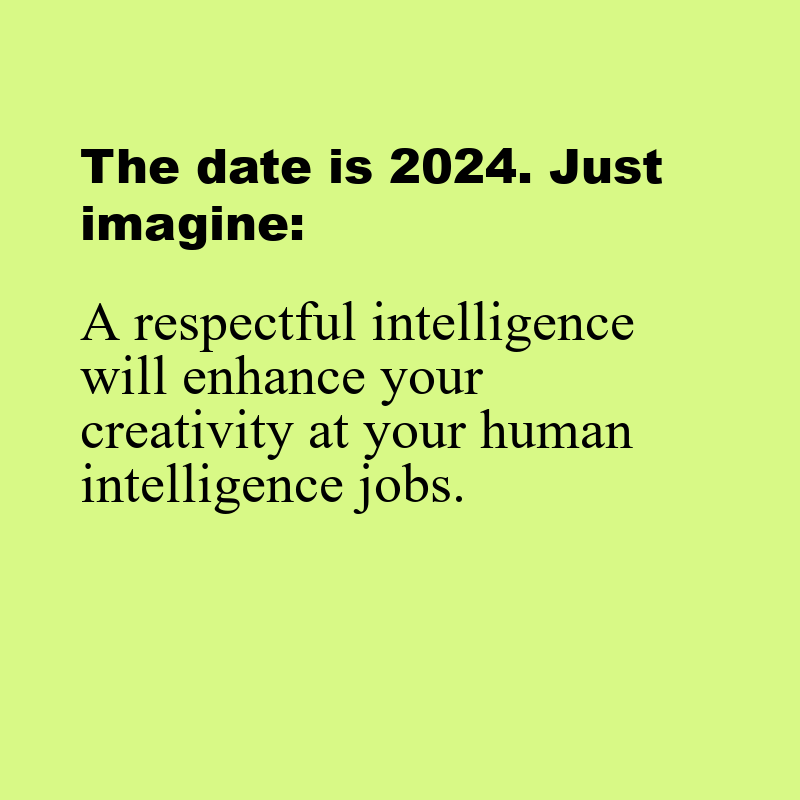 The date is 2024. Just
imagine:
A respectful intelligence
will enhance your
creativity at your human
intelligence jobs.